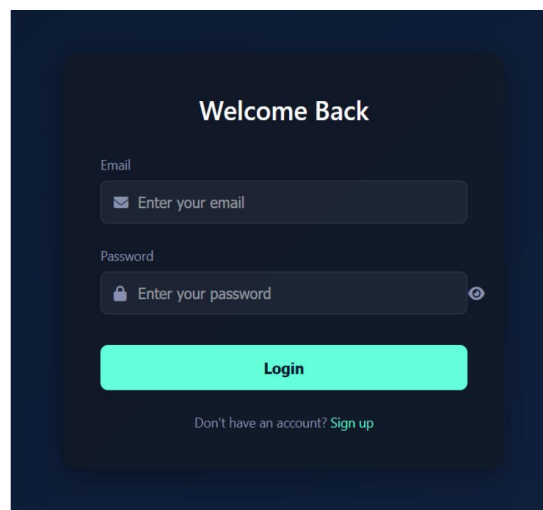 Welcome Back
Email
Enter your email
Password
Enter your password
Login
Don't have an account? Sign up